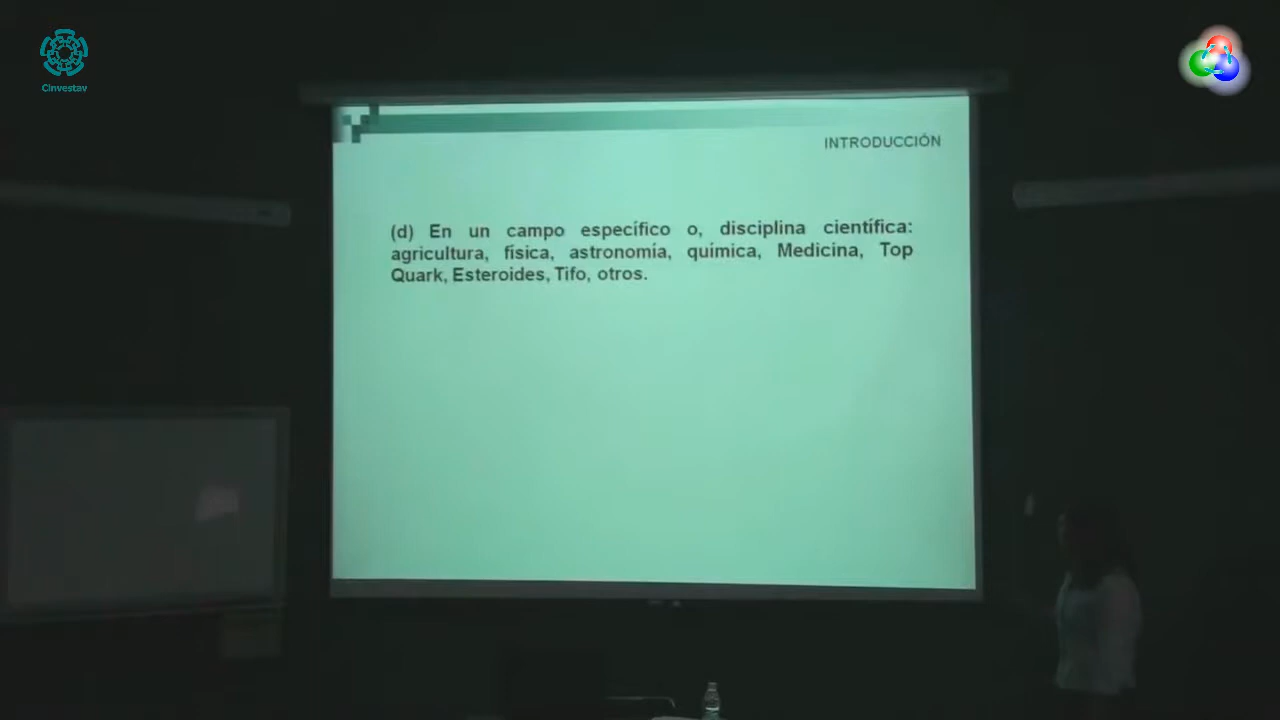 Cinvestav
INTRODUCCIÓN
(d) En un campo específico o, disciplina científica:
agricultura, física, astronomía, química, Medicina, Top
Quark, Esteroides, Tifo, otros.